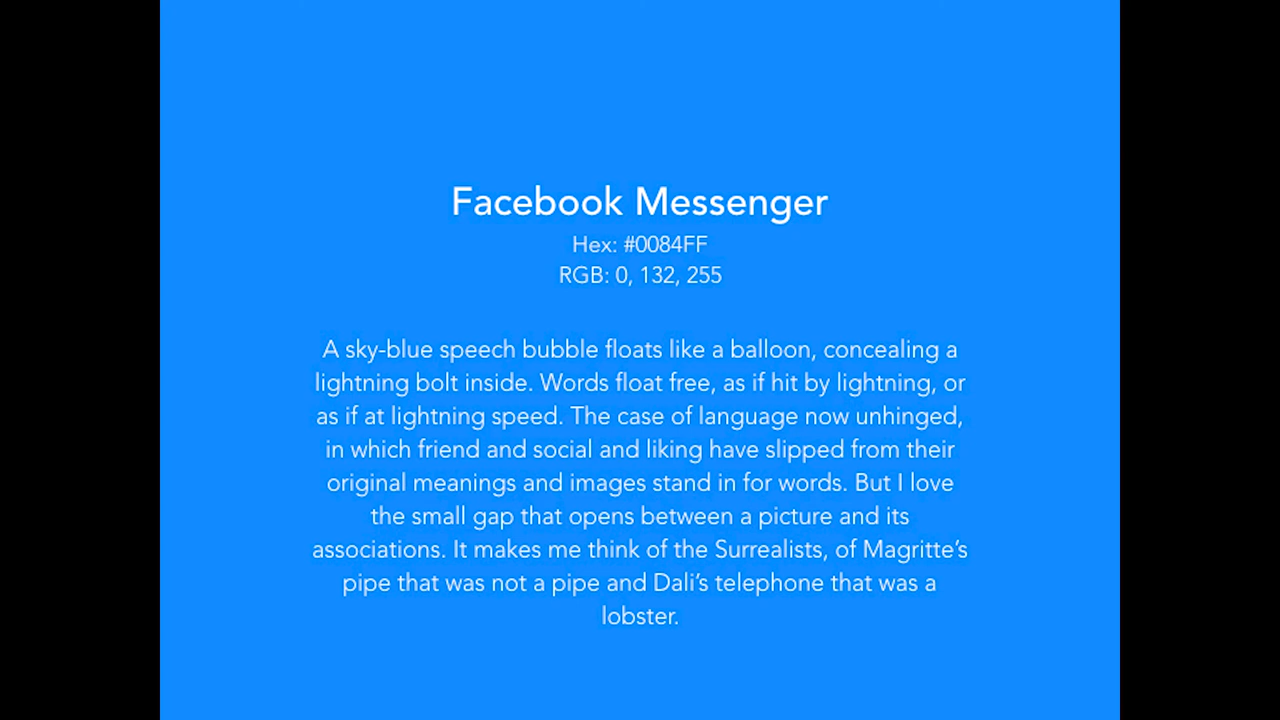 Facebook Messenger
Hex: #0084FF
RGB: 0, 132, 255
A sky-blue speech bubble floats like a balloon, concealing a
lightning bolt inside. Words float free, as if hit by lightning, or
as if at lightning speed. The case of language now unhinged,
in which friend and social and liking have slipped from their
original meanings and images stand in for words. But I love
the small gap that opens between a picture and its
associations. It makes me think of the Surrealists, of Magritte’s
pipe that was not a pipe and Dali’s telephone that was a
lobster.